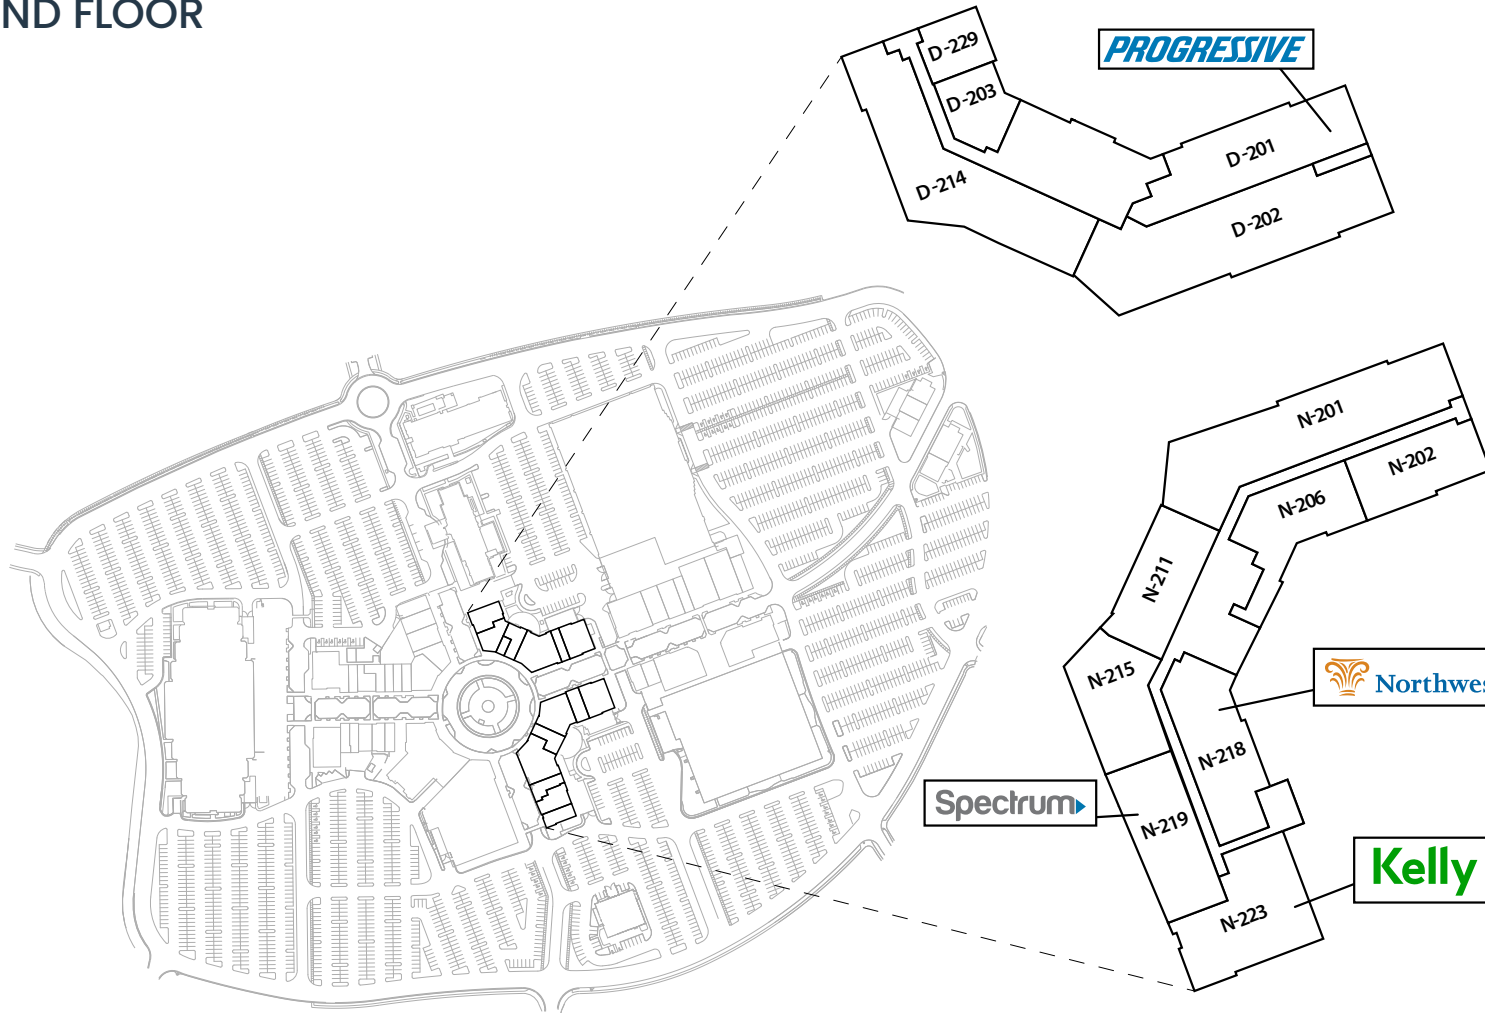 ND FLOOR
PROGRESSIVE
D-229
D-203
D-201
D-214
D-202
N-201
N-202
N-206
N-211
N-215
Northwes
N-218
Spectrum
N-219
Kelly
N-223